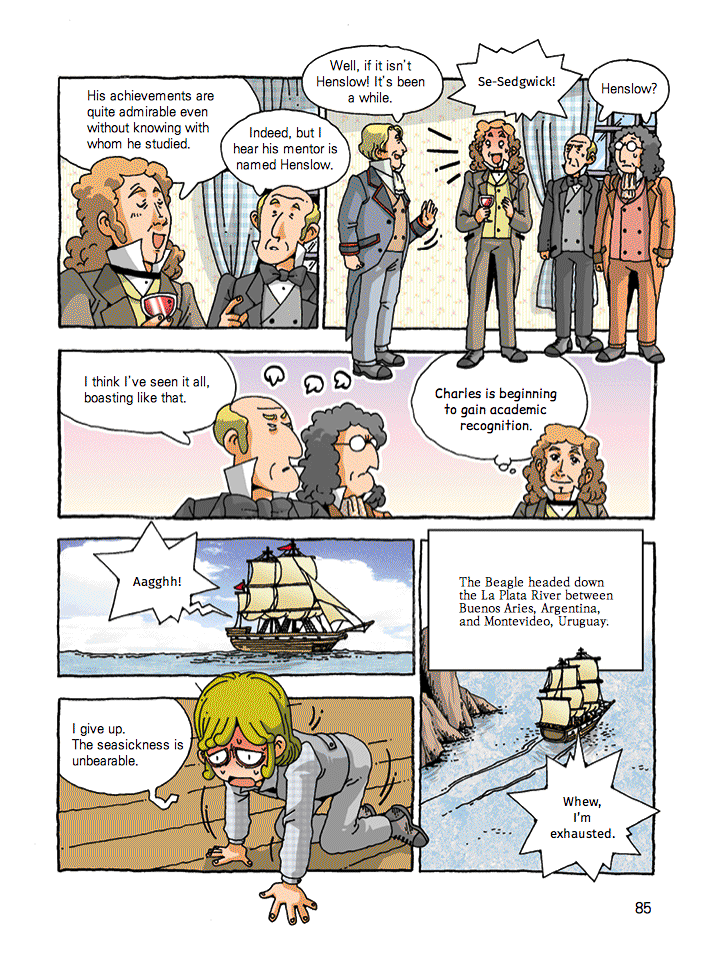 His achievements are
quite admirable even
without knowing with
whom he studied.
Indeed, but I
hear his mentor is
named Henslow.
Well, if it isn't
Henslow! It's been
a while.
Se-Sedgwick!
Henslow?
I think I've seen it all,
boasting like that.
Charles is beginning
to gain academic
recognition.
Aagghh!
The Beagle headed down
the La Plata River between
Buenos Aries, Argentina,
and Montevideo, Uruguay.
I give up.
The seasickness is
unbearable.
Whew,
I'm
exhausted.
85